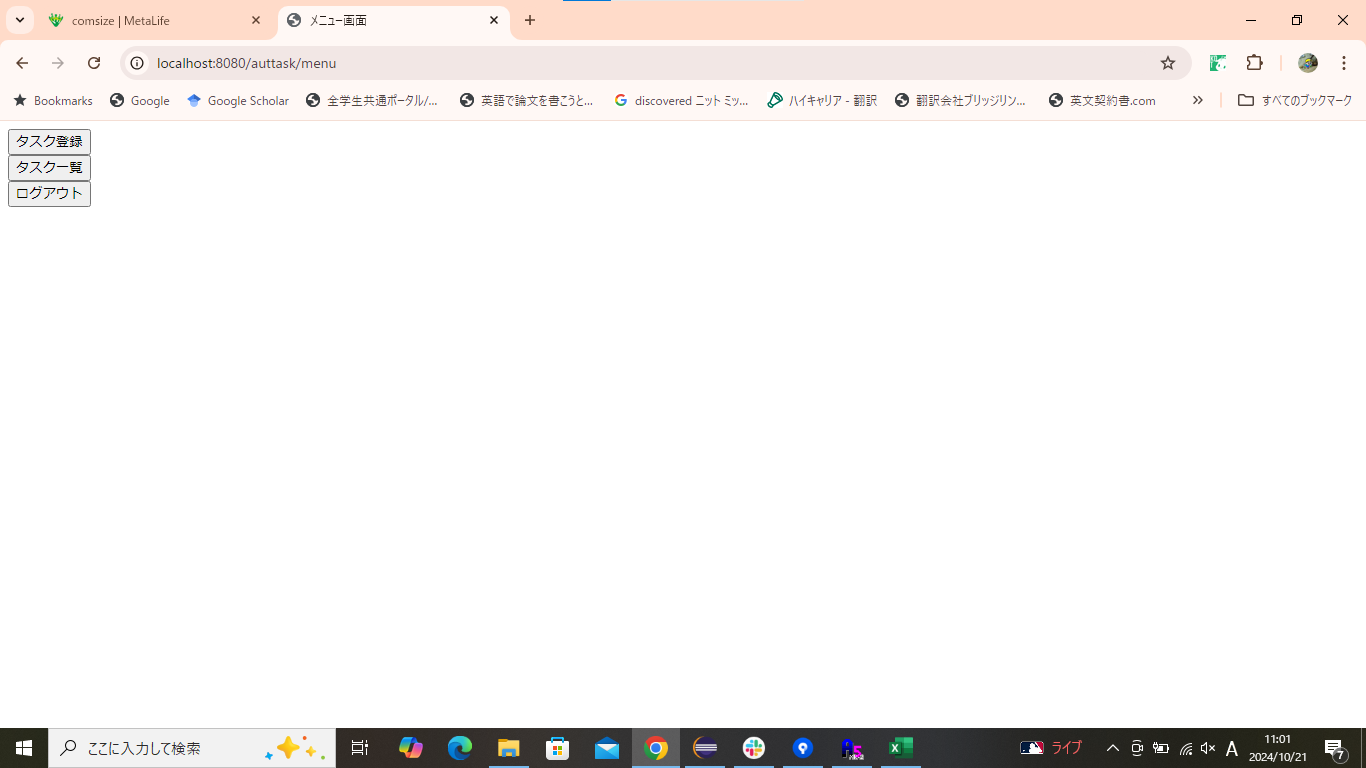 comsize | MetaLife
メニュー画面
localhost:8080/auttask/menu
Bookmarks
Google
Google Scholar
全学生共通ポータル/...
英語で論文を書こうと...
discovered ニット ミッ...
ハイキャリア - 翻訳
翻訳会社ブリッジリン...
英文契約書.com
すべてのブックマーク
タスク登録
タスク一覧
ログアウト
ここに入力して検索
ライブ
A
11:01
2024/10/21
7